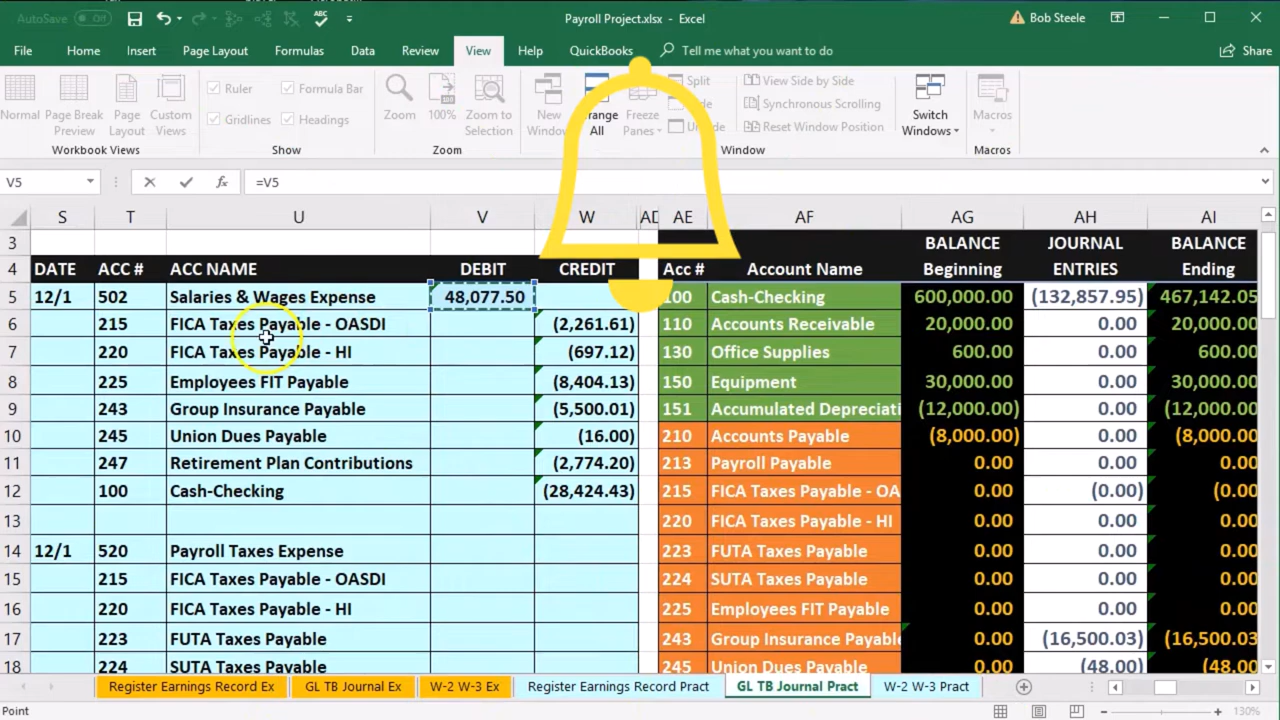 AutoSave Off Payroll Project.xlsx - Excel Bob Steele
File Home Insert Page Layout Formulas Data Review View Help QuickBooks Tell me what you want to do Share
Normal Page Break Preview Page Layout Custom Views
Workbook Views
Ruler Formula Bar
Gridlines Headings
Show
Zoom 100% Zoom to Selection
Zoom
New All Freeze Panes
Split
View Side by Side
Synchronous Scrolling
Reset Window Position
Window
Switch Windows
Macros
Macros
V5 fx =V5
S T U V W AE AF AG AH AI
3 BALANCE JOURNAL BALANCE
4 DATE ACC # ACC NAME DEBIT CREDIT Acc # Account Name Beginning ENTRIES Ending
5 12/1 502 Salaries & Wages Expense 48,077.50 100 Cash-Checking 600,000.00 (132,857.95) 467,142.05
6 215 FICA Taxes Payable - OASDI (2,261.61) 110 Accounts Receivable 20,000.00 0.00 20,000.00
7 220 FICA Taxes Payable - HI (697.12) 130 Office Supplies 600.00 0.00 600.00
8 225 Employees FIT Payable (8,404.13) 150 Equipment 30,000.00 0.00 30,000.00
9 243 Group Insurance Payable (5,500.01) 151 Accumulated Depreciati (12,000.00) 0.00 (12,000.00
10 245 Union Dues Payable (16.00) 210 Accounts Payable (8,000.00) 0.00 (8,000.00
11 247 Retirement Plan Contributions (2,774.20) 213 Payroll Payable 0.00 0.00 0.00
12 100 Cash-Checking (28,424.43) 215 FICA Taxes Payable - OA 0.00 (0.00) (0.00
13 220 FICA Taxes Payable - HI 0.00 0.00 0.00
14 12/1 520 Payroll Taxes Expense 223 FUTA Taxes Payable 0.00 0.00 0.00
15 215 FICA Taxes Payable - OASDI 224 SUTA Taxes Payable 0.00 0.00 0.00
16 220 FICA Taxes Payable - HI 225 Employees FIT Payable 0.00 0.00 0.00
17 223 FUTA Taxes Payable 243 Group Insurance Payable 0.00 (16,500.03) (16,500.03
18 224 SUTA Taxes Payable 245 Union Dues Payable 0.00 (48.00) (48.00
Register Earnings Record Ex GL TB Journal Ex W-2 W-3 Ex Register Earnings Record Pract GL TB Journal Pract W-2 W-3 Pract
Point 130%